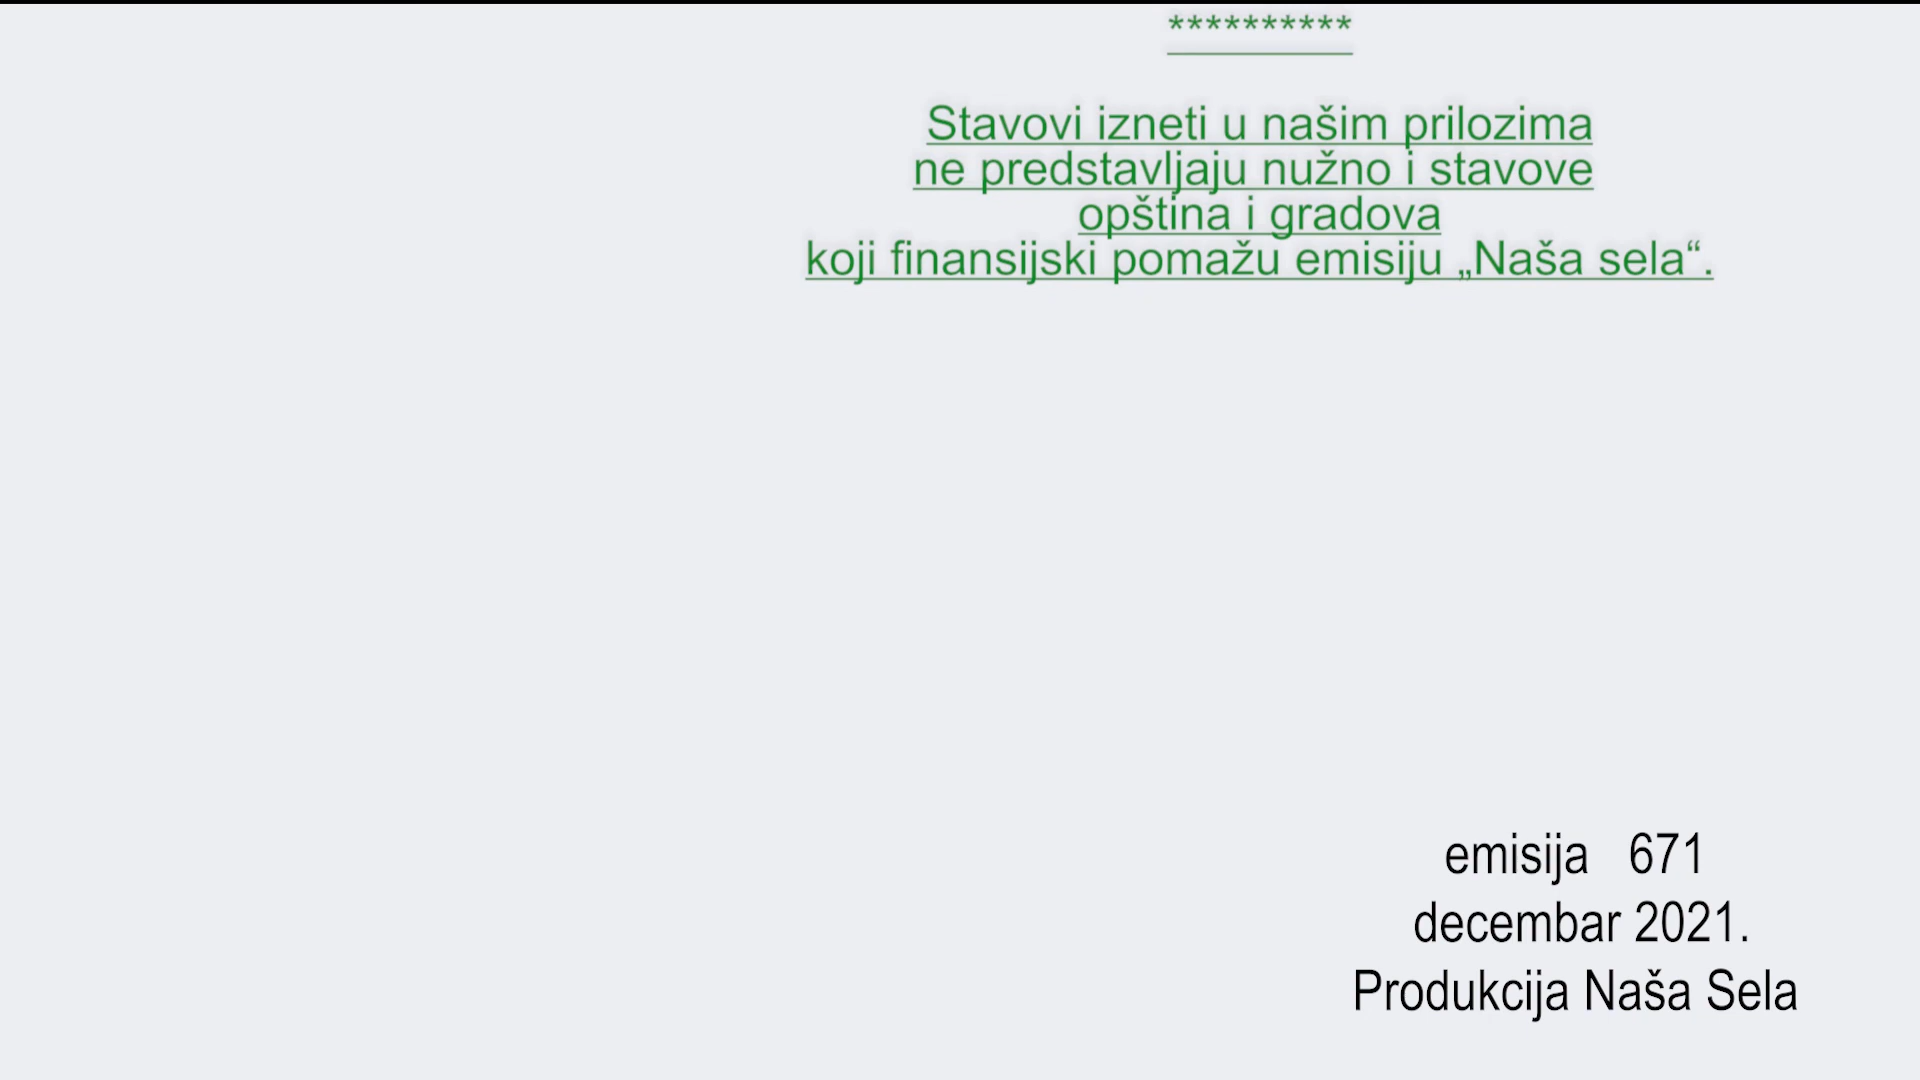 **********
Stavovi izneti u našim prilozima
ne predstavljaju nužno i stavove
opština i gradova
koji finansijski pomažu emisiju „Naša sela“.
emisija 671
decembar 2021.
Produkcija Naša Sela